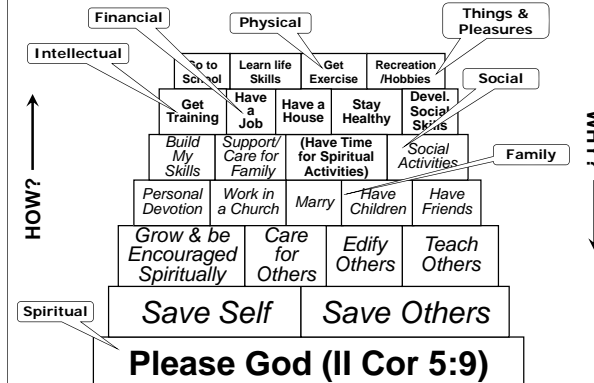 Financial
Physical
Things &
Pleasures
Intellectual
Social
Family
Spiritual
HOW?
Go to
School
Learn life
Skills
Get
Exercise
Recreation
/Hobbies
Get
Training
Have
a
Job
Have a
House
Stay
Healthy
Devel.
Social
Skills
Build
My
Skills
Support/
Care for
Family
(Have Time
for Spiritual
Activities)
Social
Activities
Personal
Devotion
Work in
a Church
Marry
Have
Children
Have
Friends
Grow & be
Encouraged
Spiritually
Care
for
Others
Edify
Others
Teach
Others
Save Self
Save Others
Please God (II Cor 5:9)